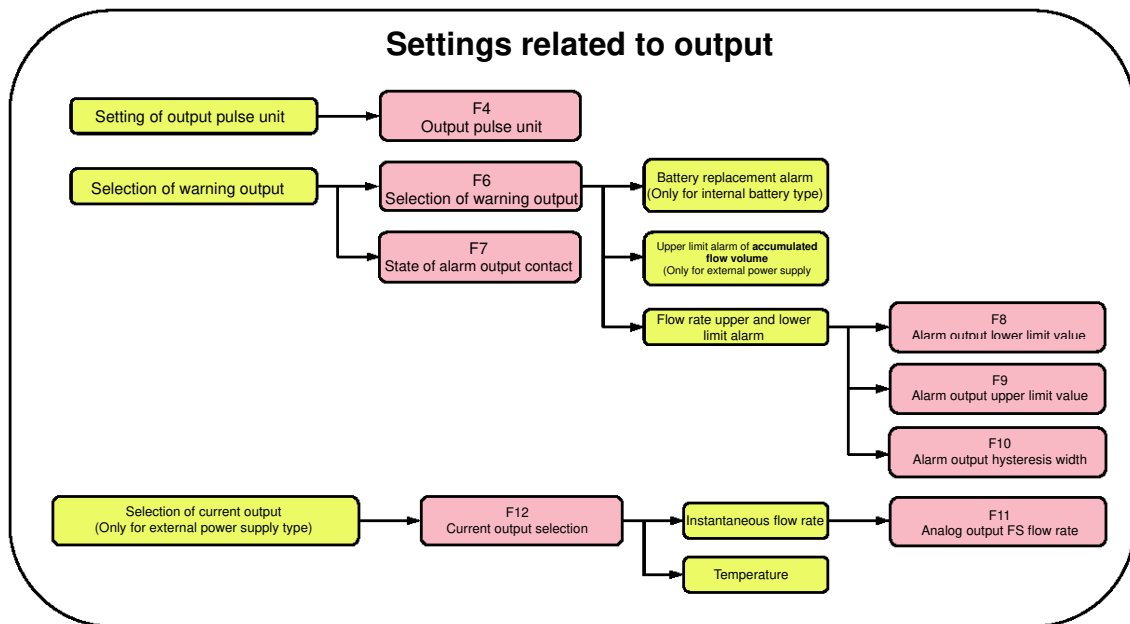 Settings related to output
Setting of output pulse unit
F4
Output pulse unit
Selection of warning output
F6
Selection of warning output
F7
State of alarm output contact
Battery replacement alarm
(Only for internal battery type)
Upper limit alarm of accumulated
flow volume
(Only for external power supply
Flow rate upper and lower
limit alarm
F8
Alarm output lower limit value
F9
Alarm output upper limit value
F10
Alarm output hysteresis width
Selection of current output
(Only for external power supply type)
F12
Current output selection
Instantaneous flow rate
F11
Analog output FS flow rate
Temperature